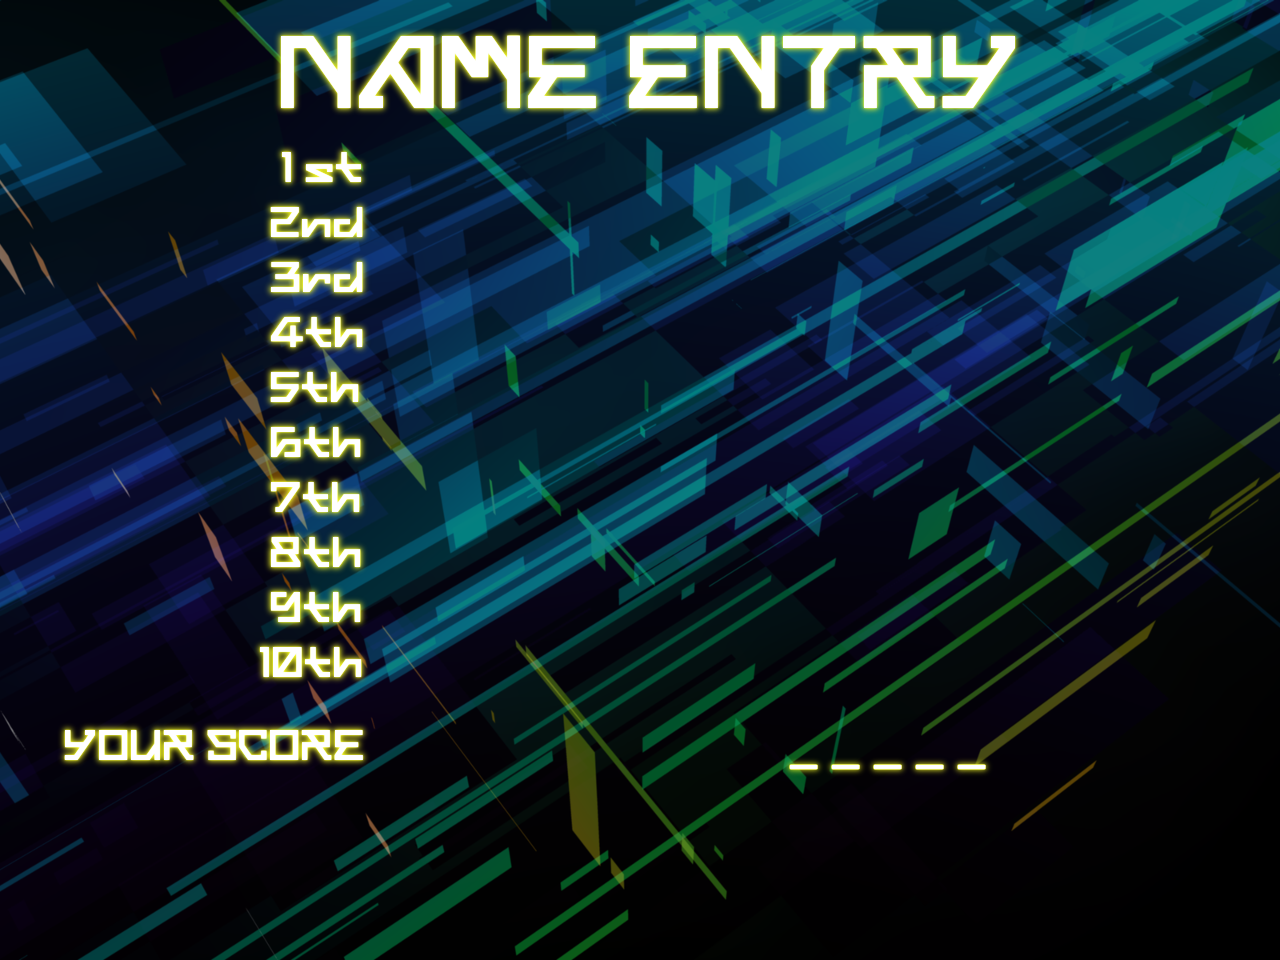 NAME ENTRY
1st
2nd
3rd
4th
5th
6th
7th
8th
9th
10th
YOUR SCORE
_ _ _ _ _